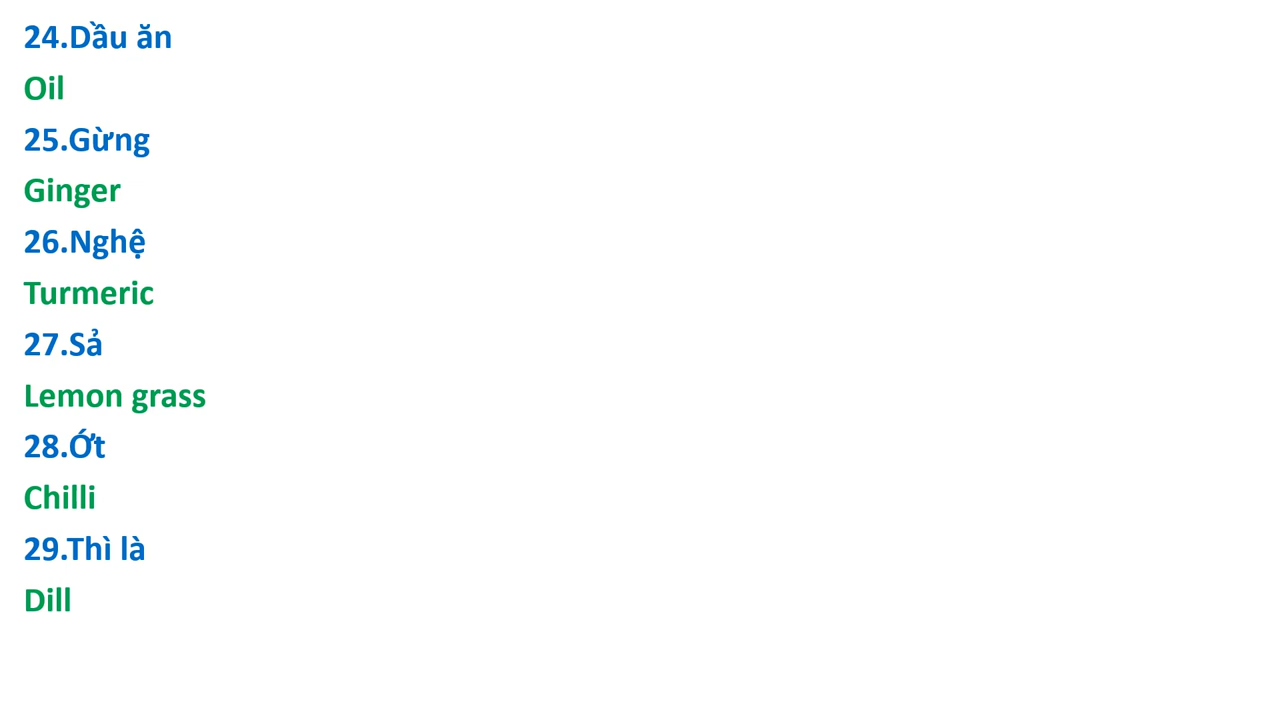 24.Dầu ăn
Oil
25.Gừng
Ginger
26.Nghệ
Turmeric
27.Sả
Lemon grass
28.Ớt
Chilli
29.Thì là
Dill